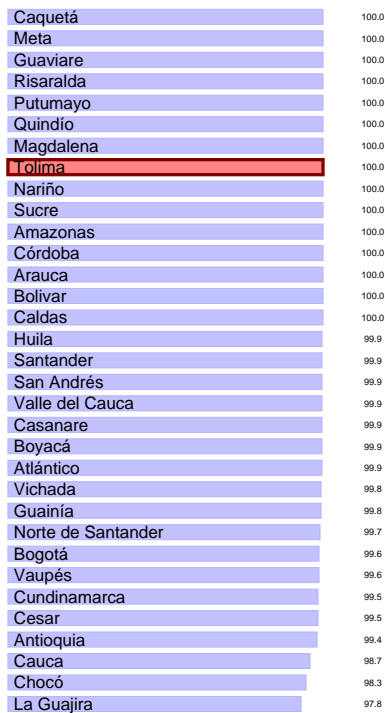 Caquetá 100.0
Meta 100.0
Guaviare 100.0
Risaralda 100.0
Putumayo 100.0
Quindío 100.0
Magdalena 100.0
Tolima 100.0
Nariño 100.0
Sucre 100.0
Amazonas 100.0
Córdoba 100.0
Arauca 100.0
Bolivar 100.0
Caldas 100.0
Huila 99.9
Santander 99.9
San Andrés 99.9
Valle del Cauca 99.9
Casanare 99.9
Boyacá 99.9
Atlántico 99.9
Vichada 99.8
Guainía 99.8
Norte de Santander 99.7
Bogotá 99.6
Vaupés 99.6
Cundinamarca 99.5
Cesar 99.5
Antioquia 99.4
Cauca 98.7
Chocó 98.3
La Guajira 97.8